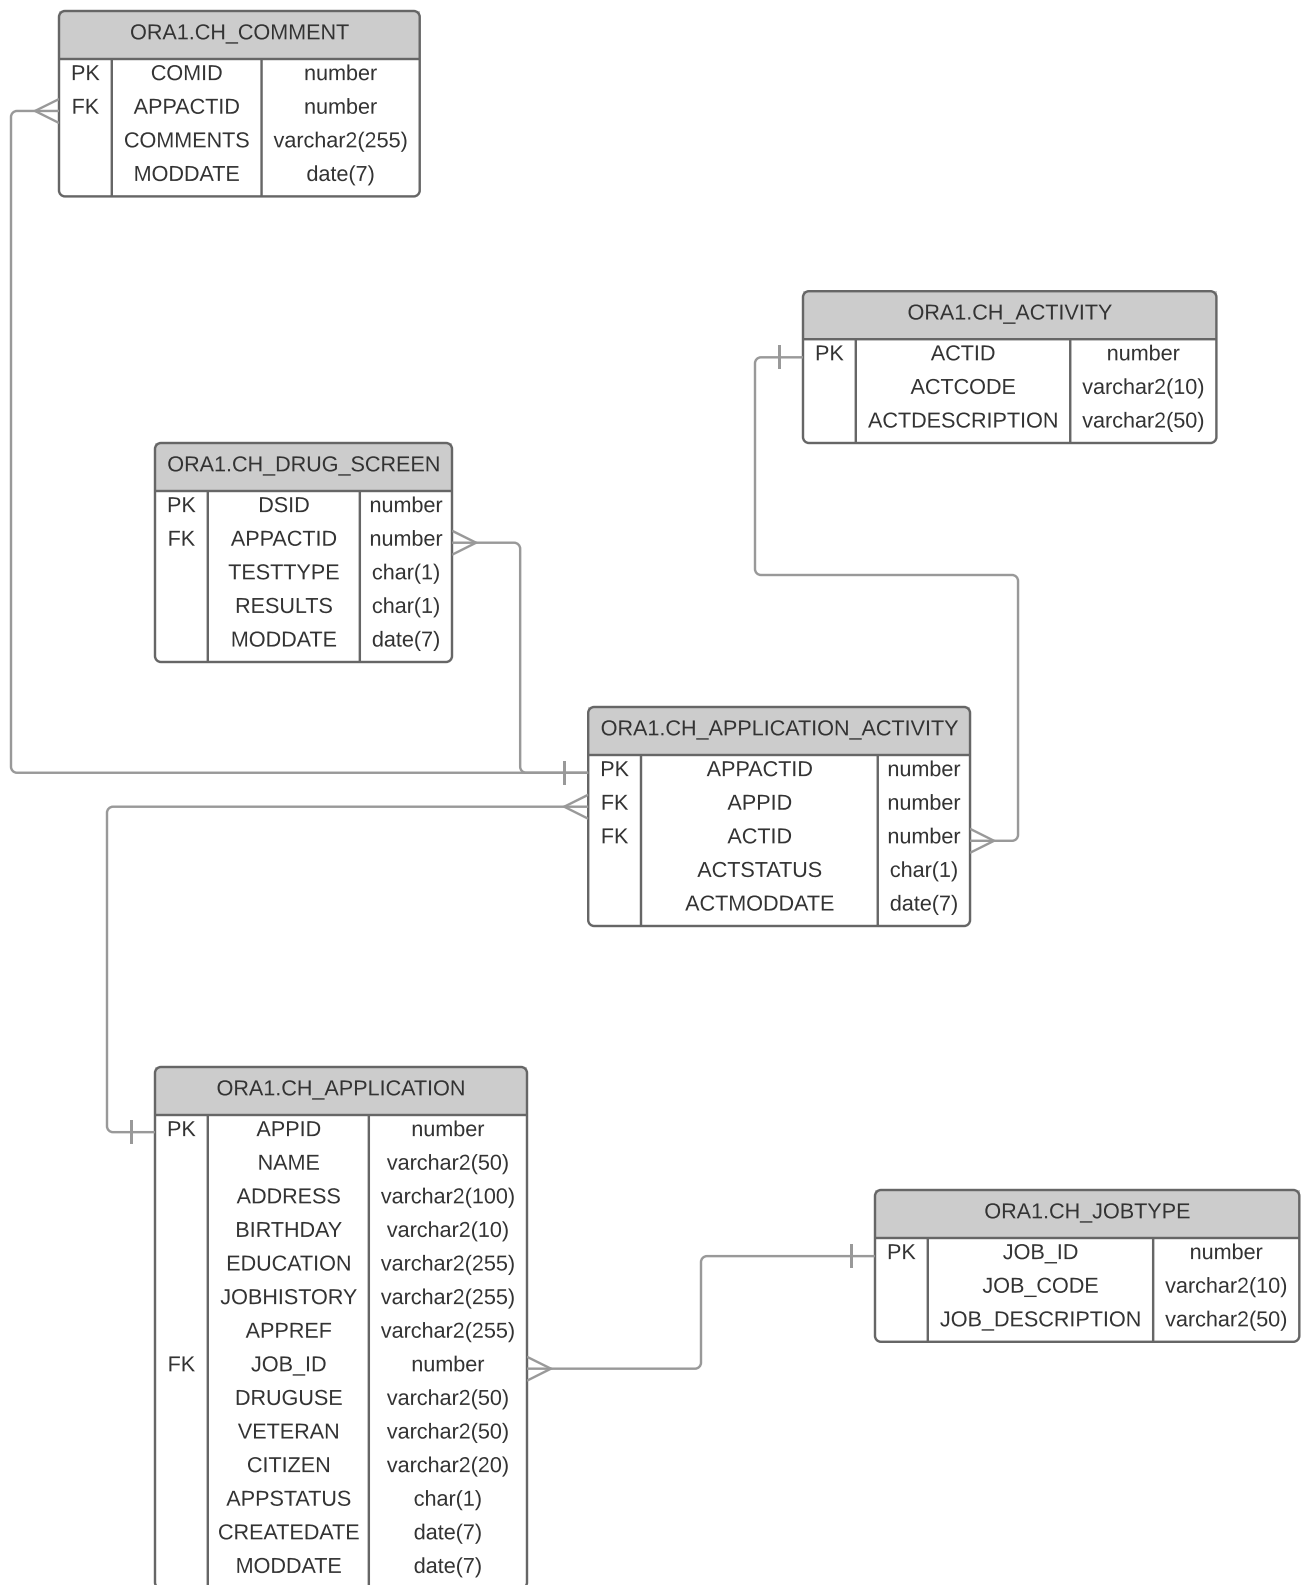 ORA1.CH_COMMENT
PK COMID number
FK APPACTID number
COMMENTS varchar2(255)
MODDATE date(7)
ORA1.CH_ACTIVITY
PK ACTID number
ACTCODE varchar2(10)
ACTDESCRIPTION varchar2(50)
ORA1.CH_DRUG_SCREEN
PK DSID number
FK APPACTID number
TESTTYPE char(1)
RESULTS char(1)
MODDATE date(7)
ORA1.CH_APPLICATION_ACTIVITY
PK APPACTID number
FK APPID number
FK ACTID number
ACTSTATUS char(1)
ACTMODDATE date(7)
ORA1.CH_APPLICATION
PK APPID number
NAME varchar2(50)
ADDRESS varchar2(100)
BIRTHDAY varchar2(10)
EDUCATION varchar2(255)
JOBHISTORY varchar2(255)
APPREF varchar2(255)
FK JOB_ID number
DRUGUSE varchar2(50)
VETERAN varchar2(50)
CITIZEN varchar2(20)
APPSTATUS char(1)
CREATEDATE date(7)
MODDATE date(7)
ORA1.CH_JOBTYPE
PK JOB_ID number
JOB_CODE varchar2(10)
JOB_DESCRIPTION varchar2(50)